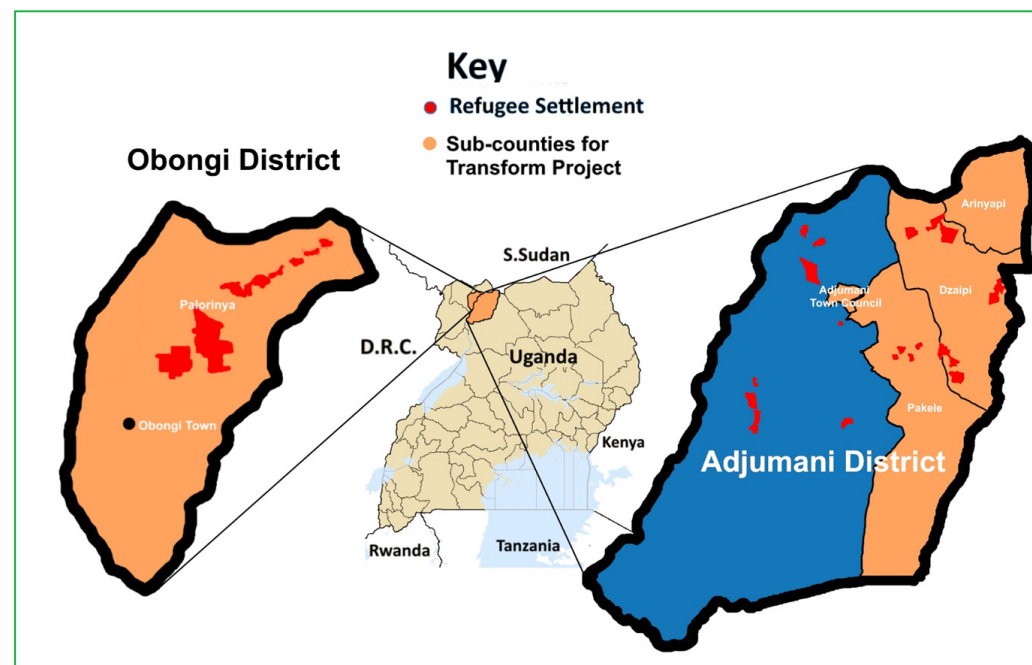 Key
Refugee Settlement
Sub-counties for
Transform Project
Obongi District
Palorinya
Obongi Town
S.Sudan
D.R.C.
Uganda
Kenya
Rwanda
Tanzania
Arinyapi
Dzaipi
Adjumani
Town Council
Pakele
Adjumani District